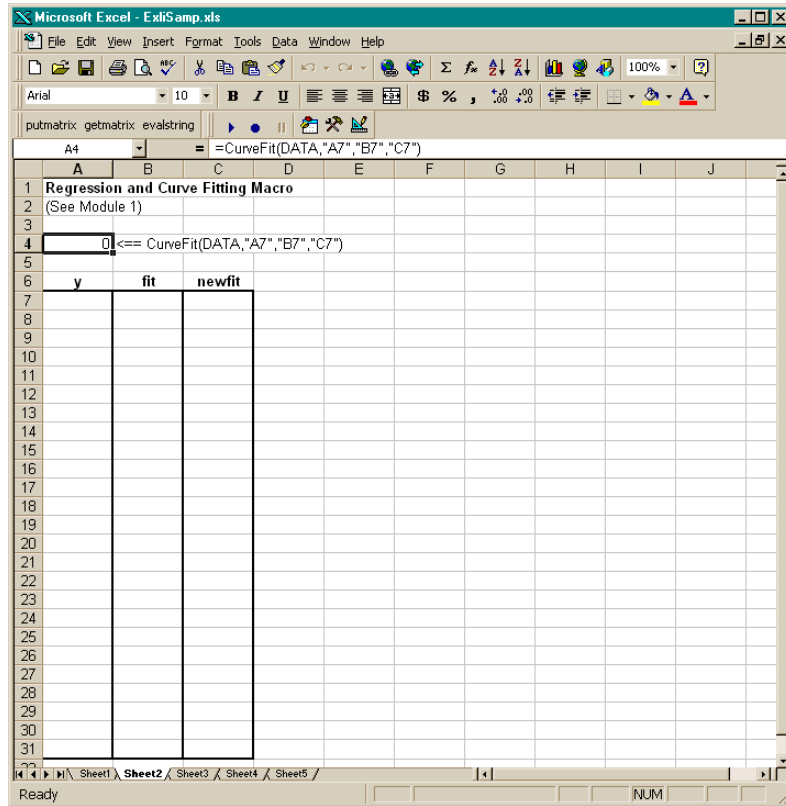 Microsoft Excel - ExliSamp.xls
File Edit View Insert Format Tools Data Window Help
100%
Arial 10 B I U $ % ,
putmatrix getmatrix evalstring
A4 = =CurveFit(DATA,"A7","B7","C7")
A B C D E F G H I J
1 Regression and Curve Fitting Macro
2 (See Module 1)
3
4 0 <== CurveFit(DATA,"A7","B7","C7")
5
6 y fit newfit
7
8
9
10
11
12
13
14
15
16
17
18
19
20
21
22
23
24
25
26
27
28
29
30
31
Sheet1 Sheet2 Sheet3 Sheet4 Sheet5
Ready NUM